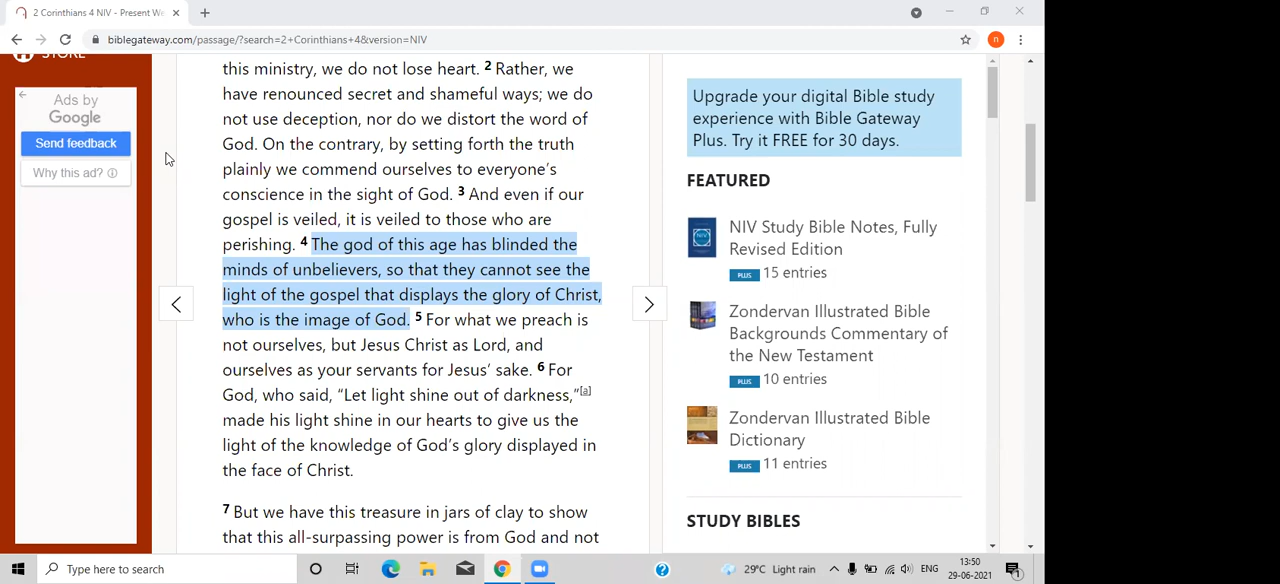 2 Corinthians 4 NIV - Present We
biblegateway.com/passage/?search=2+Corinthians+4&version=NIV
n
STORE
Ads by
Google
Send feedback
Why this ad?
this ministry, we do not lose heart. 2 Rather, we
have renounced secret and shameful ways; we do
not use deception, nor do we distort the word of
God. On the contrary, by setting forth the truth
plainly we commend ourselves to everyone’s
conscience in the sight of God. 3 And even if our
gospel is veiled, it is veiled to those who are
perishing. 4 The god of this age has blinded the
minds of unbelievers, so that they cannot see the
light of the gospel that displays the glory of Christ,
who is the image of God. 5 For what we preach is
not ourselves, but Jesus Christ as Lord, and
ourselves as your servants for Jesus’ sake. 6 For
God, who said, “Let light shine out of darkness,”[a]
made his light shine in our hearts to give us the
light of the knowledge of God’s glory displayed in
the face of Christ.
7 But we have this treasure in jars of clay to show
that this all-surpassing power is from God and not
Upgrade your digital Bible study
experience with Bible Gateway
Plus. Try it FREE for 30 days.
FEATURED
NIV
NIV Study Bible Notes, Fully
Revised Edition
PLUS 15 entries
Zondervan Illustrated Bible
Backgrounds Commentary of
the New Testament
PLUS 10 entries
Zondervan Illustrated Bible
Dictionary
PLUS 11 entries
STUDY BIBLES
Type here to search
29°C Light rain
ENG
13:50
29-06-2021
1